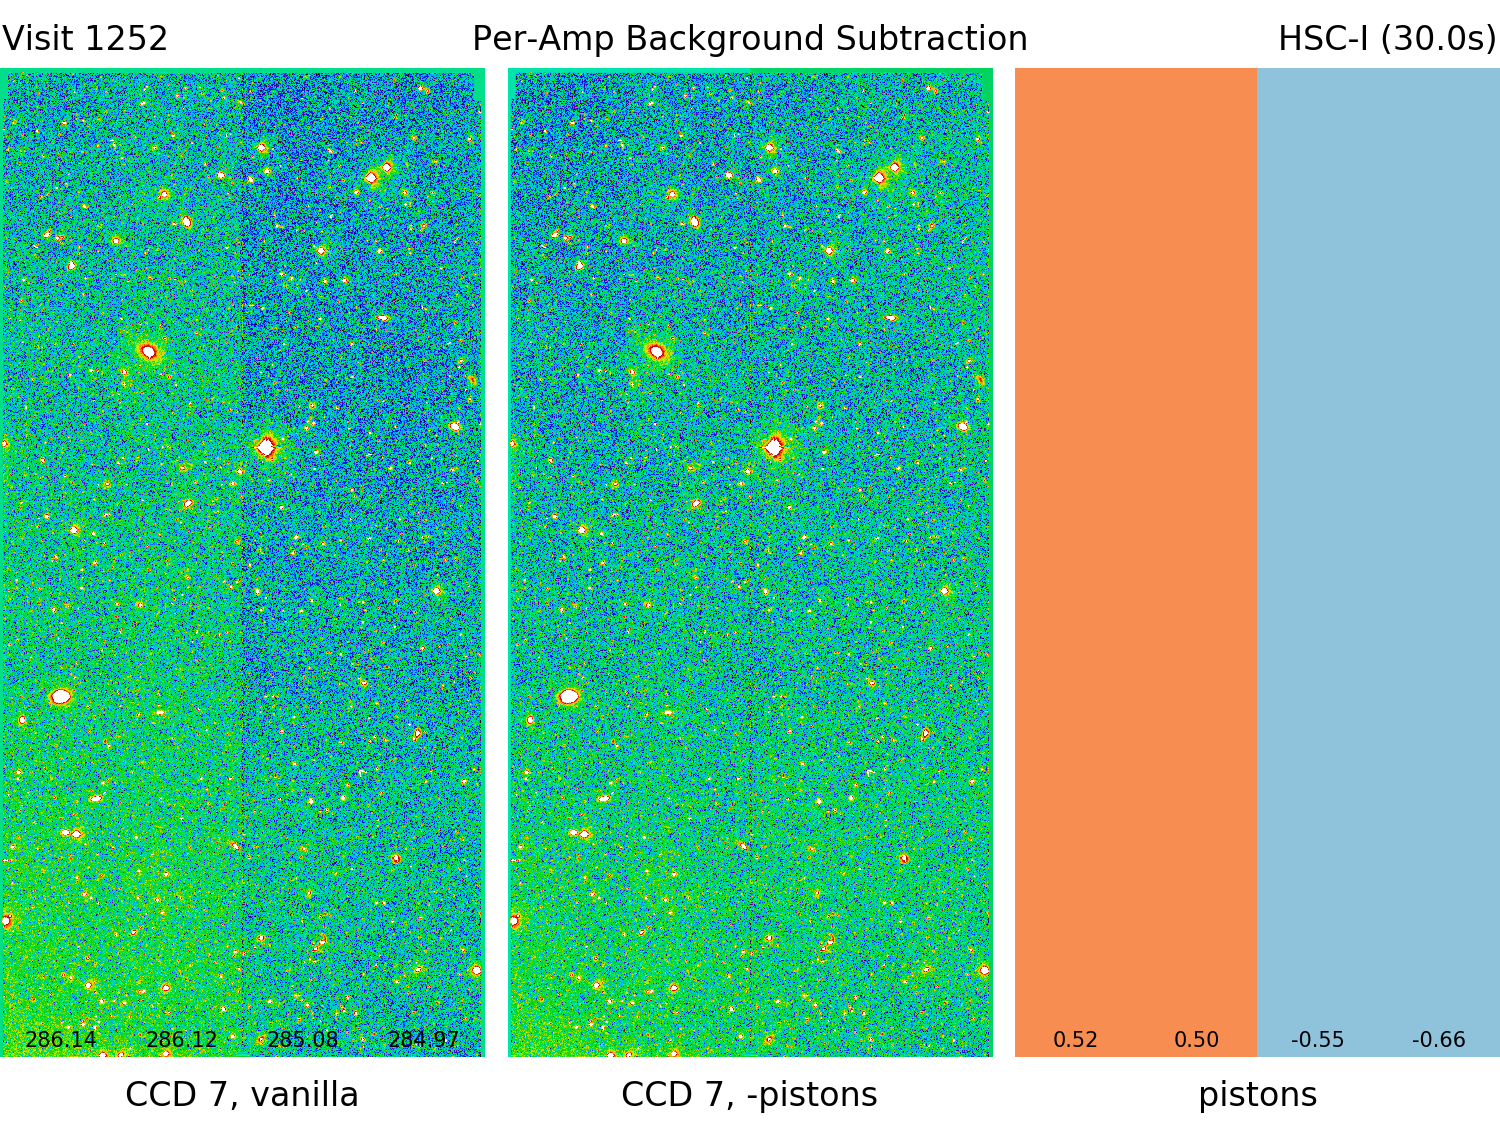 Visit 1252 Per-Amp Background Subtraction HSC-I (30.0s)
286.14 286.12 285.08 284.97 0.52 0.50 -0.55 -0.66
CCD 7, vanilla CCD 7, -pistons pistons